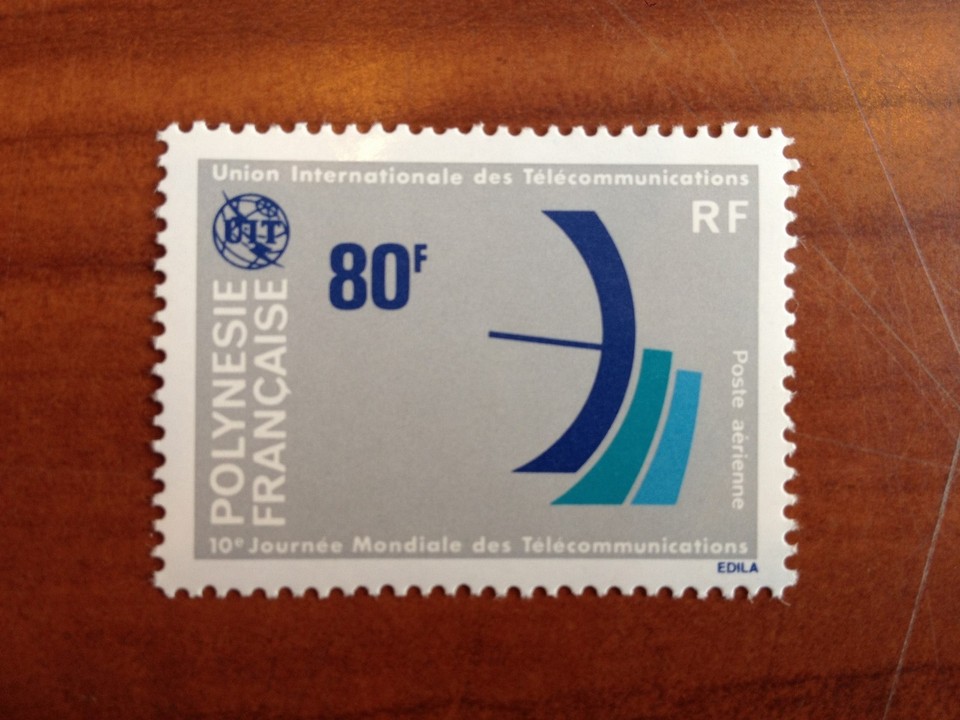 Union Internationale des Télécommunications
UIT
RF
80F
POLYNESIE
FRANÇAISE
Poste aérienne
10e Journée Mondiale des Télécommunications
EDILA